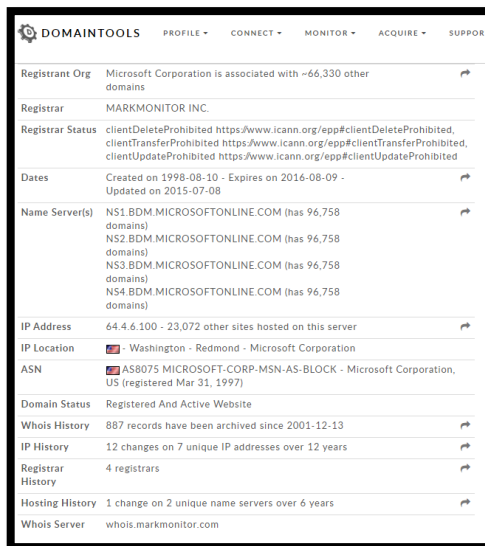 DOMAINTOOLS PROFILE CONNECT MONITOR ACQUIRE SUPPOR
Registrant Org Microsoft Corporation is associated with ~66,330 other
domains
Registrar MARKMONITOR INC.
Registrar Status clientDeleteProhibited https://www.icann.org/epp#clientDeleteProhibited,
clientTransferProhibited https://www.icann.org/epp#clientTransferProhibited,
clientUpdateProhibited https://www.icann.org/epp#clientUpdateProhibited
Dates Created on 1998-08-10 - Expires on 2016-08-09 -
Updated on 2015-07-08
Name Server(s) NS1.BDM.MICROSOFTONLINE.COM (has 96,758
domains)
NS2.BDM.MICROSOFTONLINE.COM (has 96,758
domains)
NS3.BDM.MICROSOFTONLINE.COM (has 96,758
domains)
NS4.BDM.MICROSOFTONLINE.COM (has 96,758
domains)
IP Address 64.4.6.100 - 23,072 other sites hosted on this server
IP Location - Washington - Redmond - Microsoft Corporation
ASN AS8075 MICROSOFT-CORP-MSN-AS-BLOCK - Microsoft Corporation,
US (registered Mar 31, 1997)
Domain Status Registered And Active Website
Whois History 887 records have been archived since 2001-12-13
IP History 12 changes on 7 unique IP addresses over 12 years
Registrar 4 registrars
History
Hosting History 1 change on 2 unique name servers over 6 years
Whois Server whois.markmonitor.com